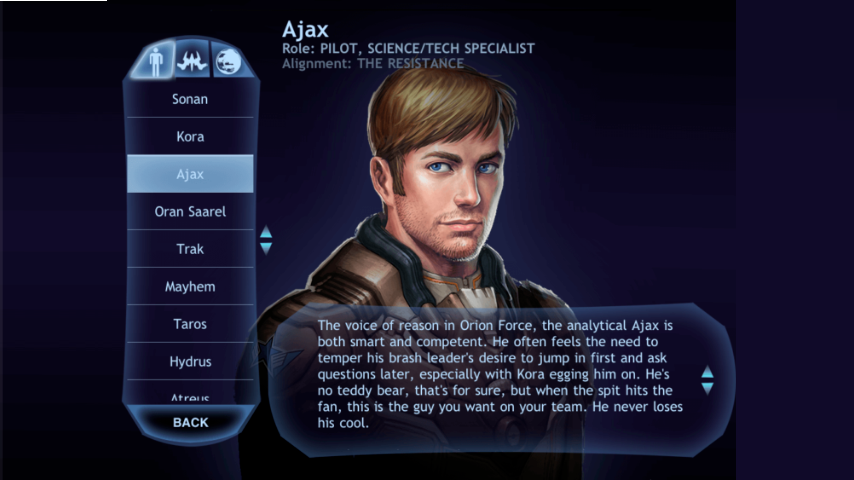 Ajax
Role: PILOT, SCIENCE/TECH SPECIALIST
Alignment: THE RESISTANCE
Sonan
Kora
Ajax
Oran Saarel
Trak
Mayhem
Taros
Hydrus
Atreus
BACK
The voice of reason in Orion Force, the analytical Ajax is
both smart and competent. He often feels the need to
temper his brash leader's desire to jump in first and ask
questions later, especially with Kora egging him on. He's
no teddy bear, that's for sure, but when the spit hits the
fan, this is the guy you want on your team. He never loses
his cool.